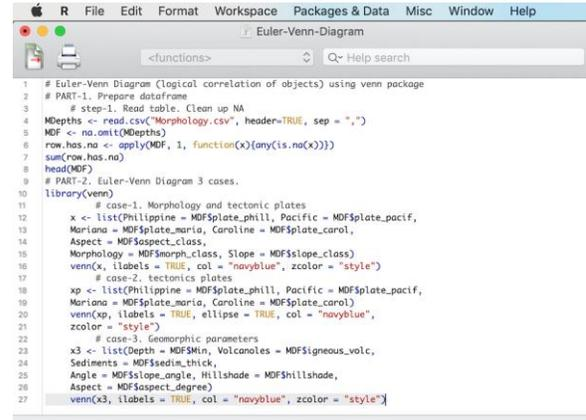 R File Edit Format Workspace Packages & Data Misc Window Help
Euler-Venn-Diagram
<functions> Help search
1 # Euler-Venn Diagram (logical correlation of objects) using venn package
2 # PART-1. Prepare dataframe
3 # step-1. Read table. Clean up NA
4 MDepths <- read.csv("Morphology.csv", header=TRUE, sep = ",")
5 MDF <- na.omit(MDepths)
6 row.has.na <- apply(MDF, 1, function(x){any(is.na(x))})
7 sum(row.has.na)
8 head(MDF)
9 # PART-2. Euler-Venn Diagram 3 cases.
10 library(venn)
11 # case-1. Morphology and tectonic plates
12 x <- list(Philippine = MDF$plate_phill, Pacific = MDF$plate_pacif,
13 Mariana = MDF$plate_maria, Caroline = MDF$plate_carol,
14 Aspect = MDF$aspect_class,
15 Morphology = MDF$morph_class, Slope = MDF$slope_class)
16 venn(x, ilabels = TRUE, col = "navyblue", zcolor = "style")
17 # case-2. tectonics plates
18 xp <- list(Philippine = MDF$plate_phill, Pacific = MDF$plate_pacif,
19 Mariana = MDF$plate_maria, Caroline = MDF$plate_carol)
20 venn(xp, ilabels = TRUE, ellipse = TRUE, col = "navyblue",
21 zcolor = "style")
22 # case-3. Geomorphic parameters
23 x3 <- list(Depth = MDF$Min, Volcanoles = MDF$igneous_volc,
24 Sediments = MDF$sedim_thick,
25 Angle = MDF$slope_angle, Hillshade = MDF$hillshade,
26 Aspect = MDF$aspect_degree)
27 venn(x3, ilabels = TRUE, col = "navyblue", zcolor = "style")